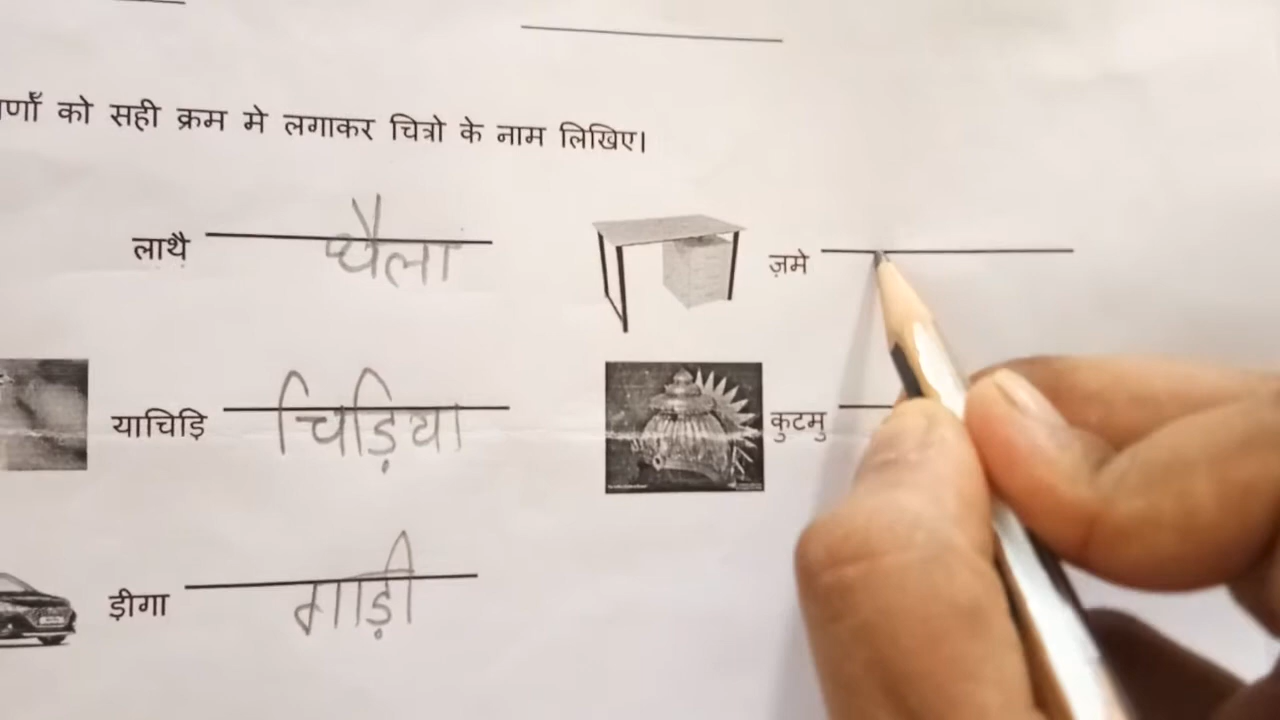 को सही क्रम मे लगाकर चित्रो के नाम लिखिए।
लाथै थैला
ज़मे
याचिड़ि चिड़िया
कुटमु
ड़ीगा गाड़ी